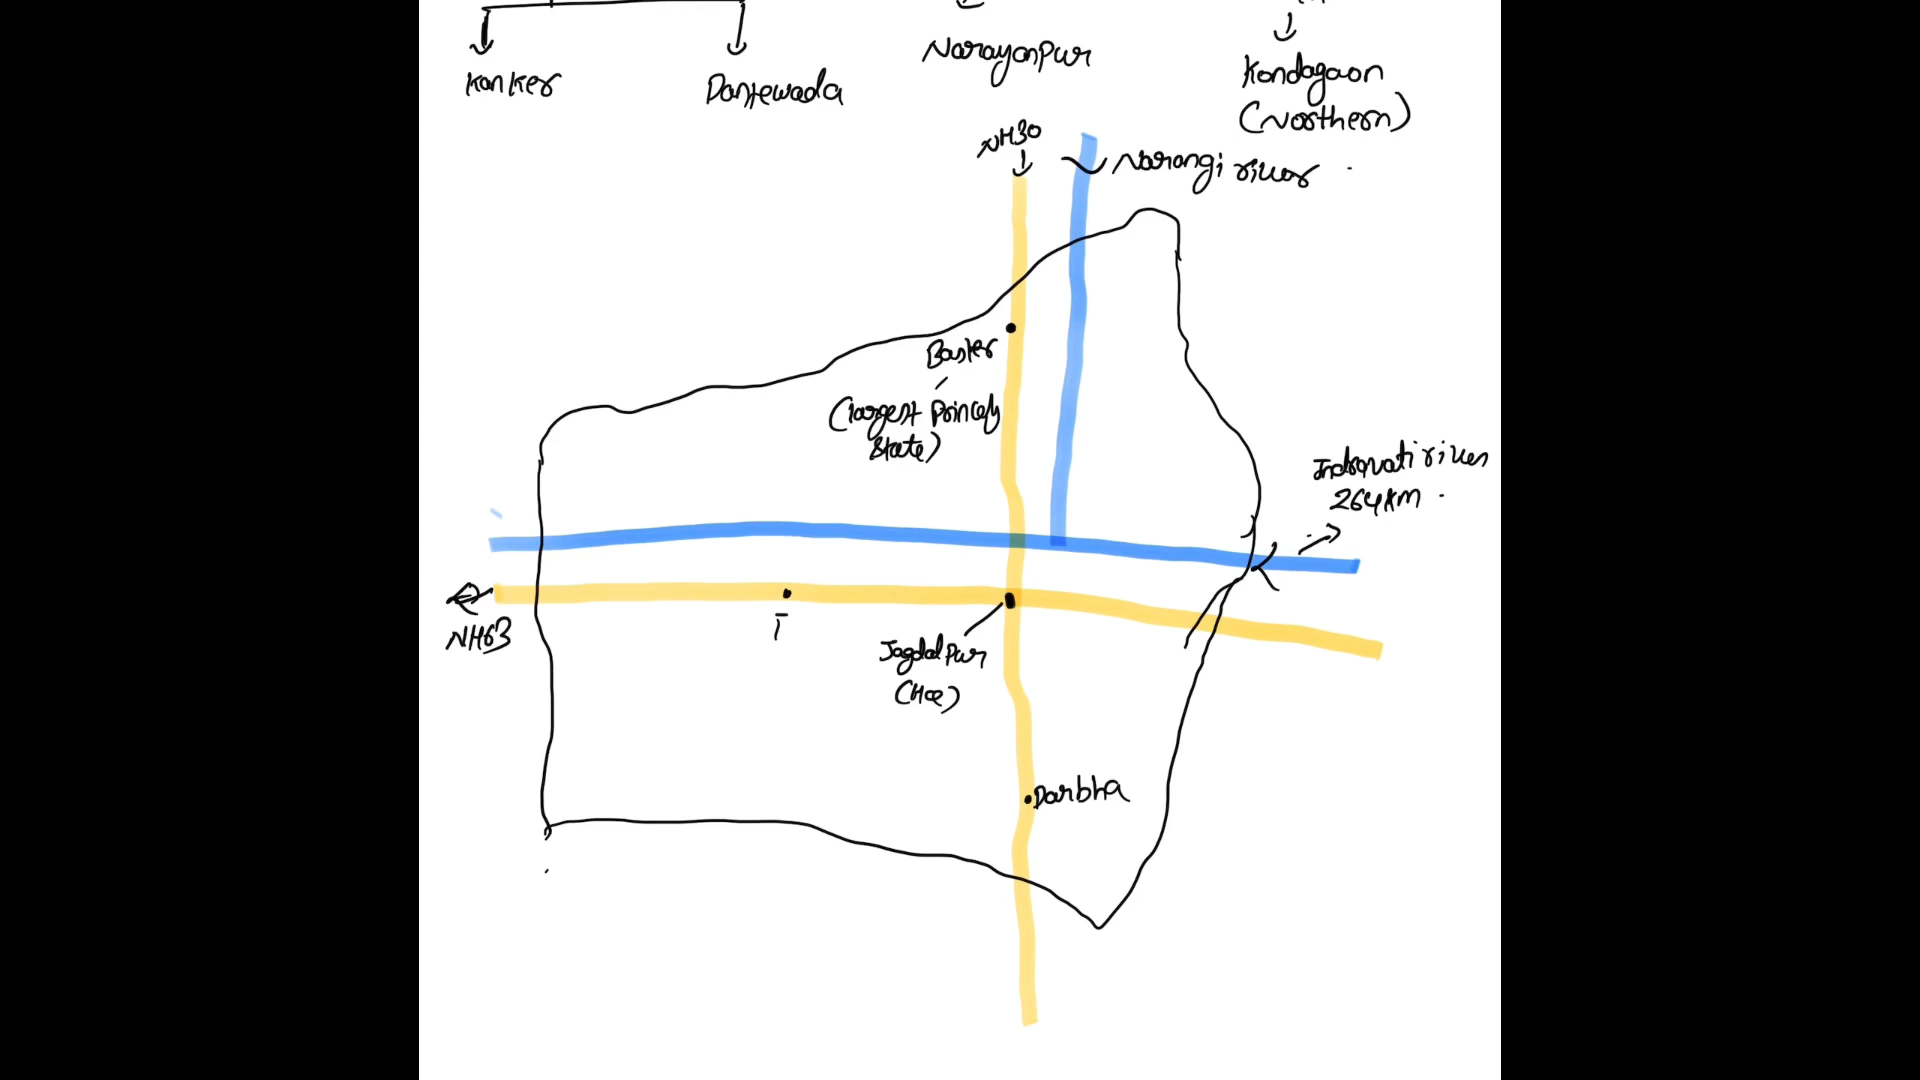 Kanker
Dantewada
Narayanpur
Kondagaon
(Northern)
NH30
Narangi river
Baster
(largest Princely
State)
Indravati river
264km
NH63
T
Jagdalpur
(HQ)
Darbha